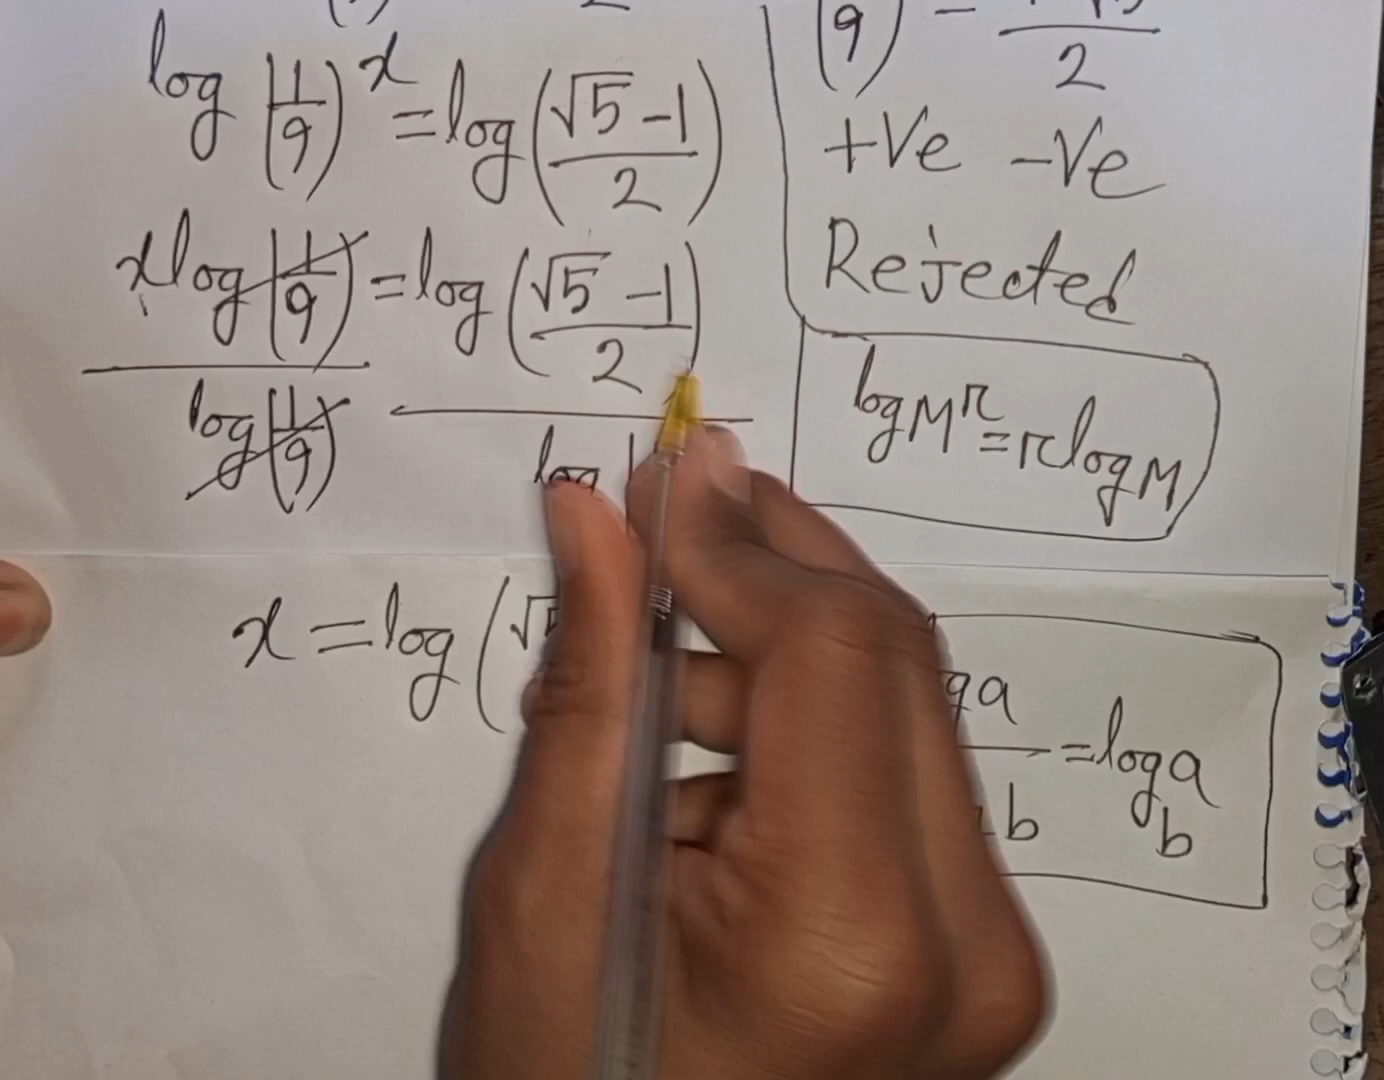 log (1/9)^x = log((√5 -1)/2)
x log (1/9) = log((√5 -1)/2)
log (1/9) log
x = log (√
(9) = 2
+Ve -Ve
Rejected
log M^r = r log M
a
= log_b a
b